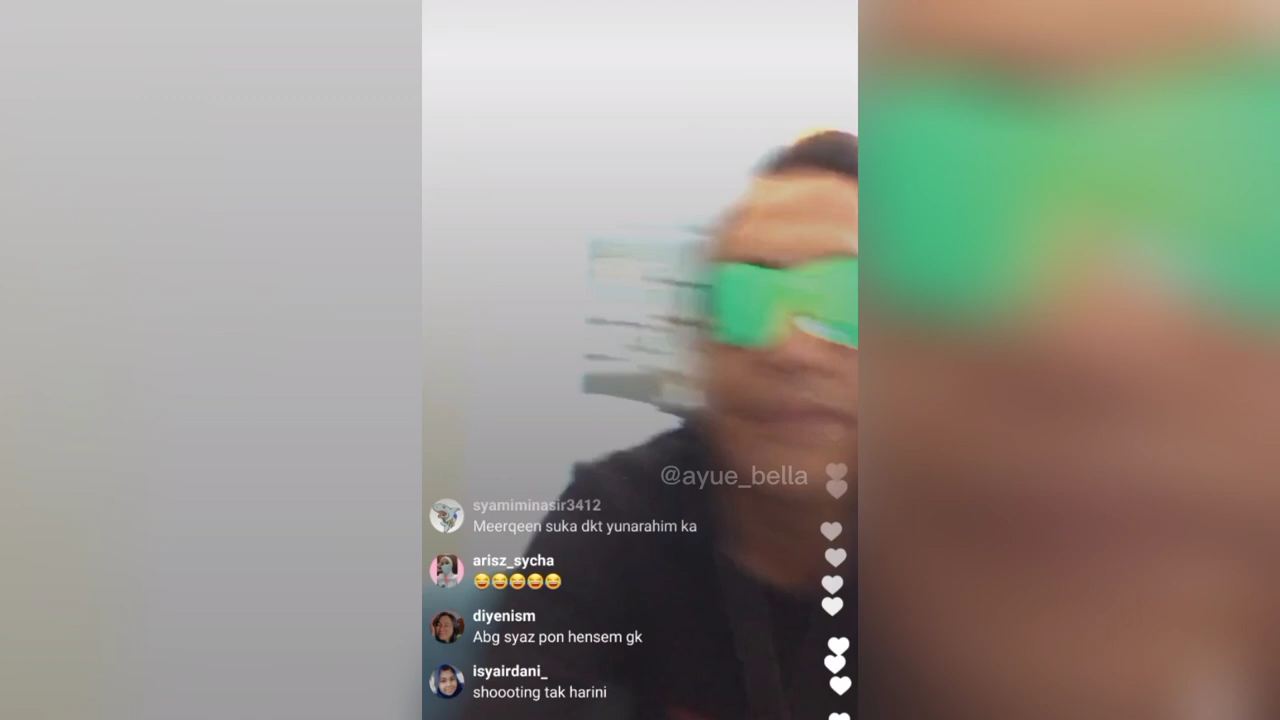 @ayue_bella
syamiminasir3412
Meerqeen suka dkt yunarahim ka
arisz_sycha
😂😂😂😂😂
diyenism
Abg syaz pon hensem gk
isyairdani_
shoooting tak harini